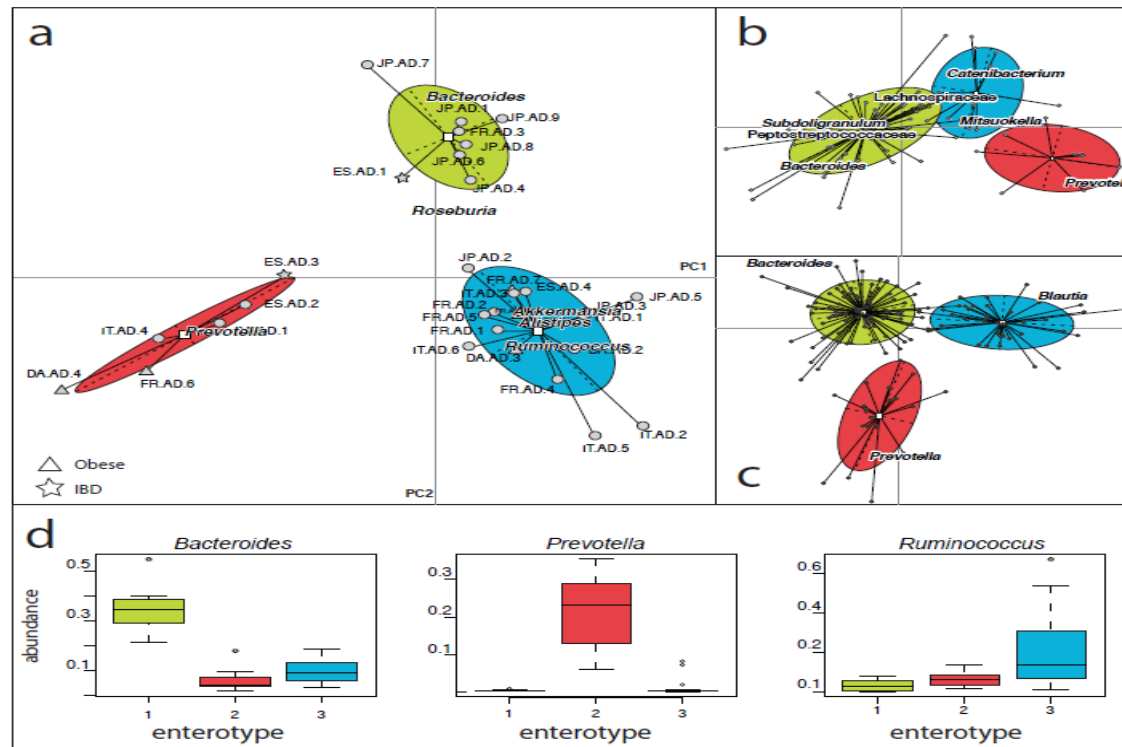 a
JP.AD.7
Bacteroides
JP.AD.1
JP.AD.9
FR.AD.3
JP.AD.8
JP.AD.6
ES.AD.1
JP.AD.4
Roseburia
ES.AD.3
JP.AD.2
PC1
FR.AD.7
ES.AD.4
ES.AD.2
IT.AD.3
JP.AD.5
JP.AD.3
FR.AD.2
Akkermansia
IT.AD.1
FR.AD.5
Alistipes
IT.AD.4
Prevotella
FR.AD.1
Ruminococcus
IT.AD.6
DA.AD.3
DA.AD.4
FR.AD.6
FR.AD.4
IT.AD.2
IT.AD.5
Obese
IBD
PC2
b
Catenibacterium
Lachnospiraceae
Subdoligranulum
Mitsuokella
Peptostreptococcaceae
Bacteroides
Prevotell
Bacteroides
Blautia
Prevotella
c
d
Bacteroides
Prevotella
Ruminococcus
abundance
0.5
0.3
0.1
1 2 3
enterotype
0.3
0.2
0.1
1 2 3
enterotype
0.6
0.4
0.2
0.1
1 2 3
enterotype